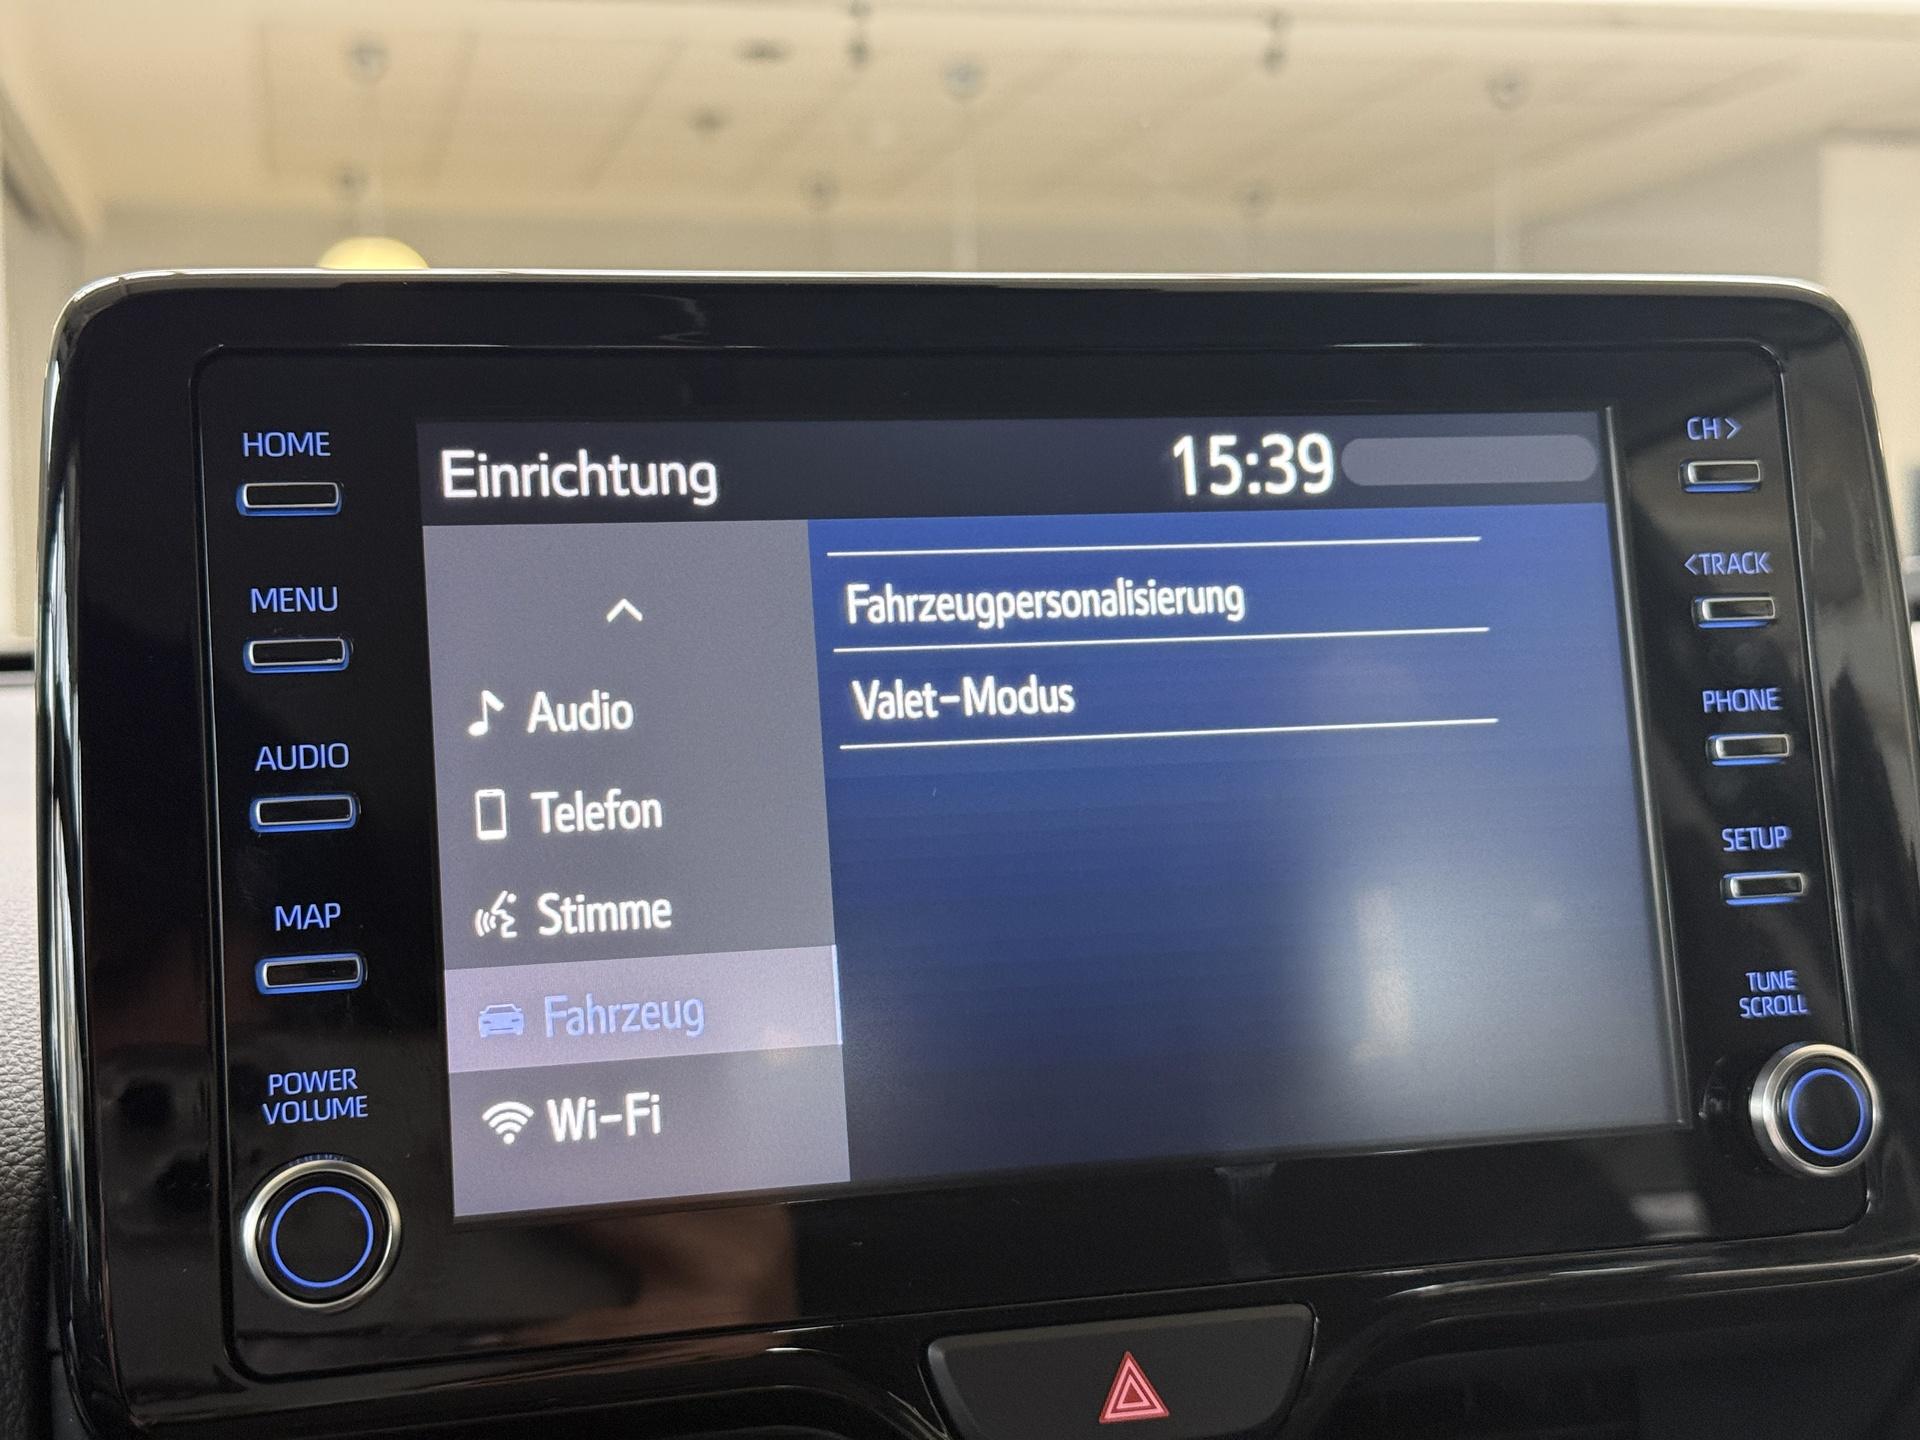 HOME
MENU
AUDIO
MAP
POWER
VOLUME
Einrichtung
15:39
Audio
Telefon
Stimme
Fahrzeug
Wi-Fi
Fahrzeugpersonalisierung
Valet-Modus
CH>
<TRACK
PHONE
SETUP
TUNE
SCROLL